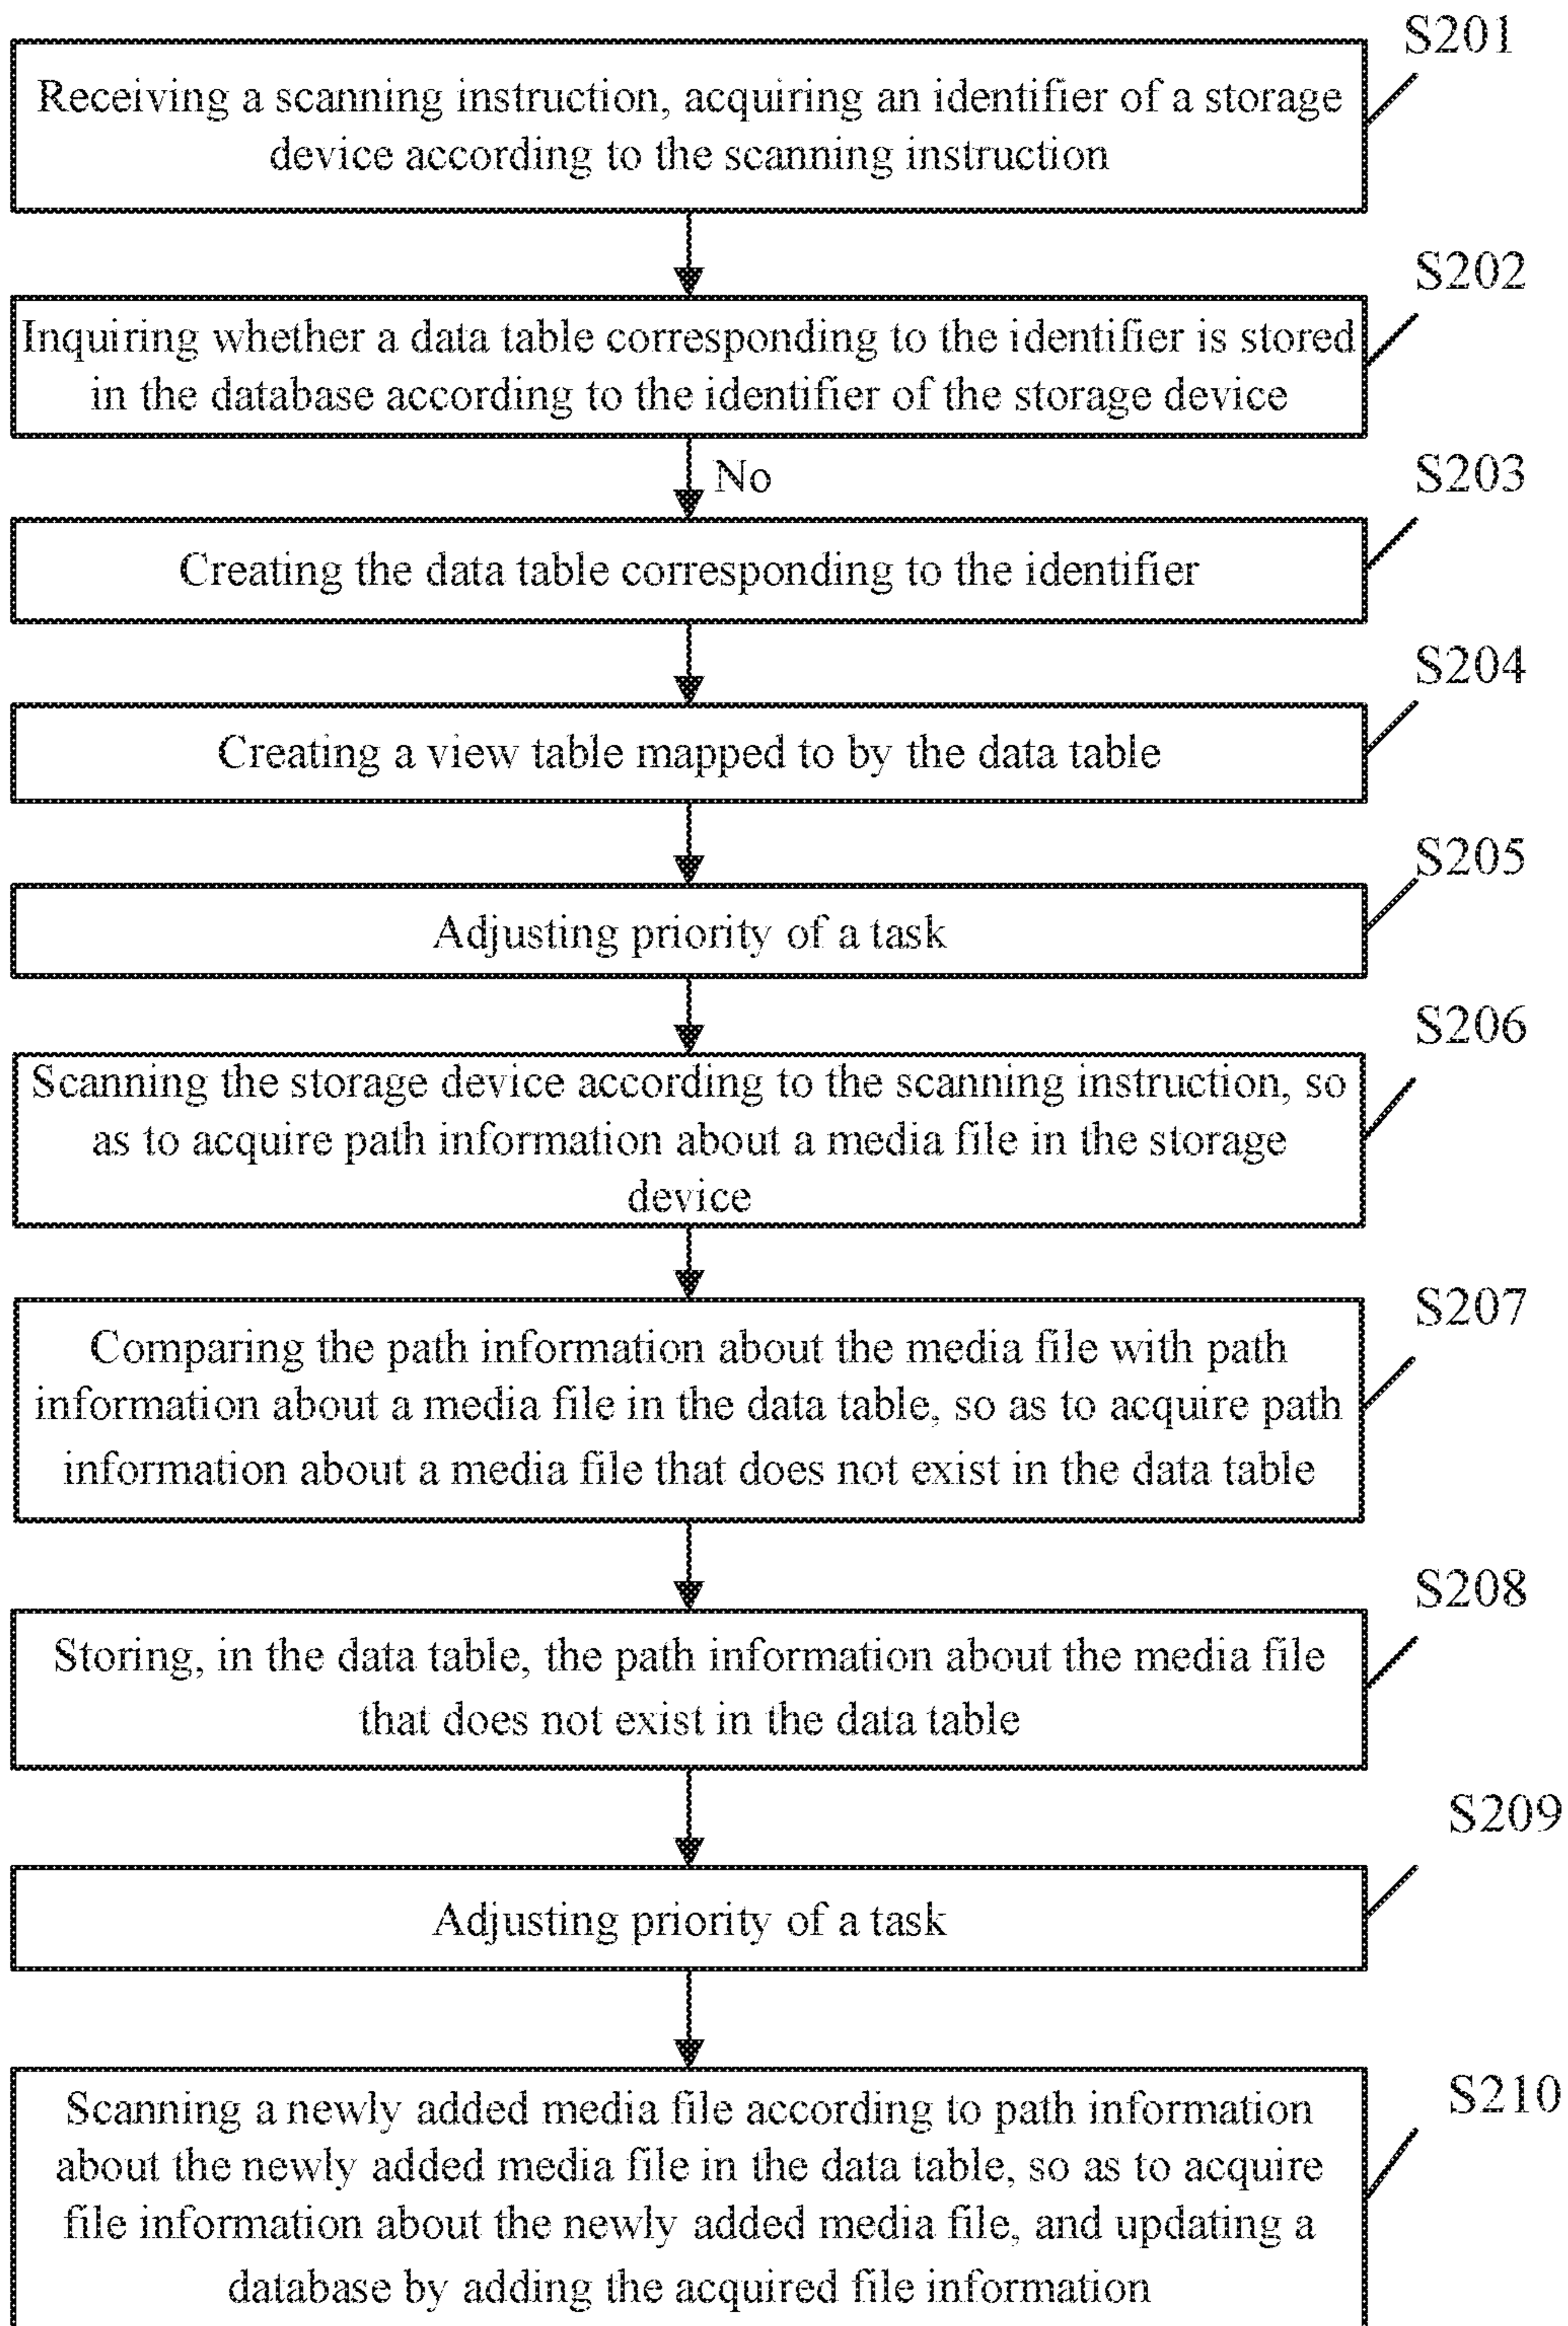 S201
Receiving a scanning instruction, acquiring an identifier of a storage
device according to the scanning instruction
S202
Inquiring whether a data table corresponding to the identifier is stored
in the database according to the identifier of the storage device
No
S203
Creating the data table corresponding to the identifier
S204
Creating a view table mapped to by the data table
S205
Adjusting priority of a task
S206
Scanning the storage device according to the scanning instruction, so
as to acquire path information about a media file in the storage
device
S207
Comparing the path information about the media file with path
information about a media file in the data table, so as to acquire path
information about a media file that does not exist in the data table
S208
Storing, in the data table, the path information about the media file
that does not exist in the data table
S209
Adjusting priority of a task
S210
Scanning a newly added media file according to path information
about the newly added media file in the data table, so as to acquire
file information about the newly added media file, and updating a
database by adding the acquired file information